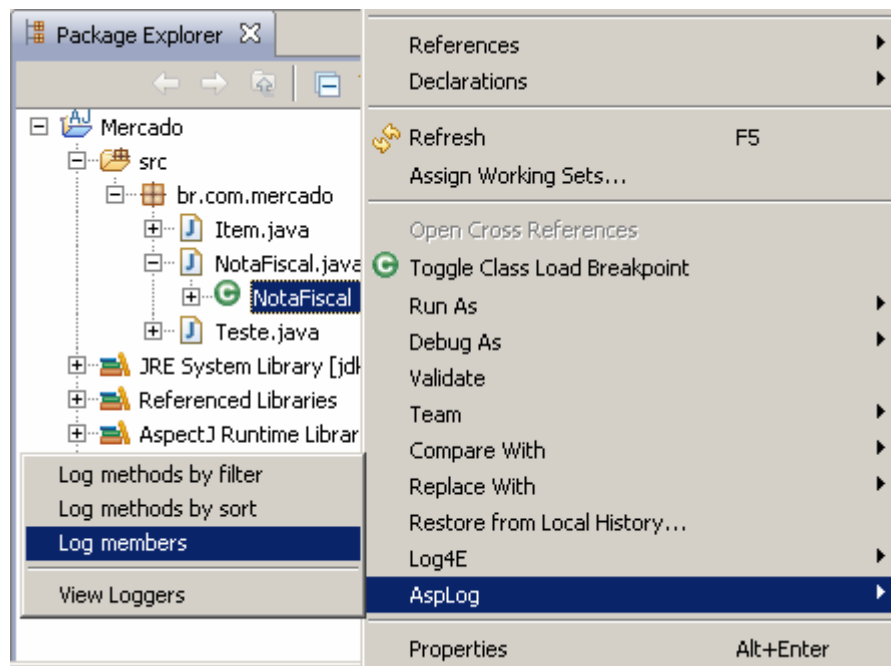 Package Explorer
Mercado
src
br.com.mercado
Item.java
NotaFiscal.java
NotaFiscal
Teste.java
JRE System Library [jdk
Referenced Libraries
AspectJ Runtime Librar
Log methods by filter
Log methods by sort
Log members
View Loggers
References
Declarations
Refresh F5
Assign Working Sets...
Open Cross References
Toggle Class Load Breakpoint
Run As
Debug As
Validate
Team
Compare With
Replace With
Restore from Local History...
Log4E
AspLog
Properties Alt+Enter